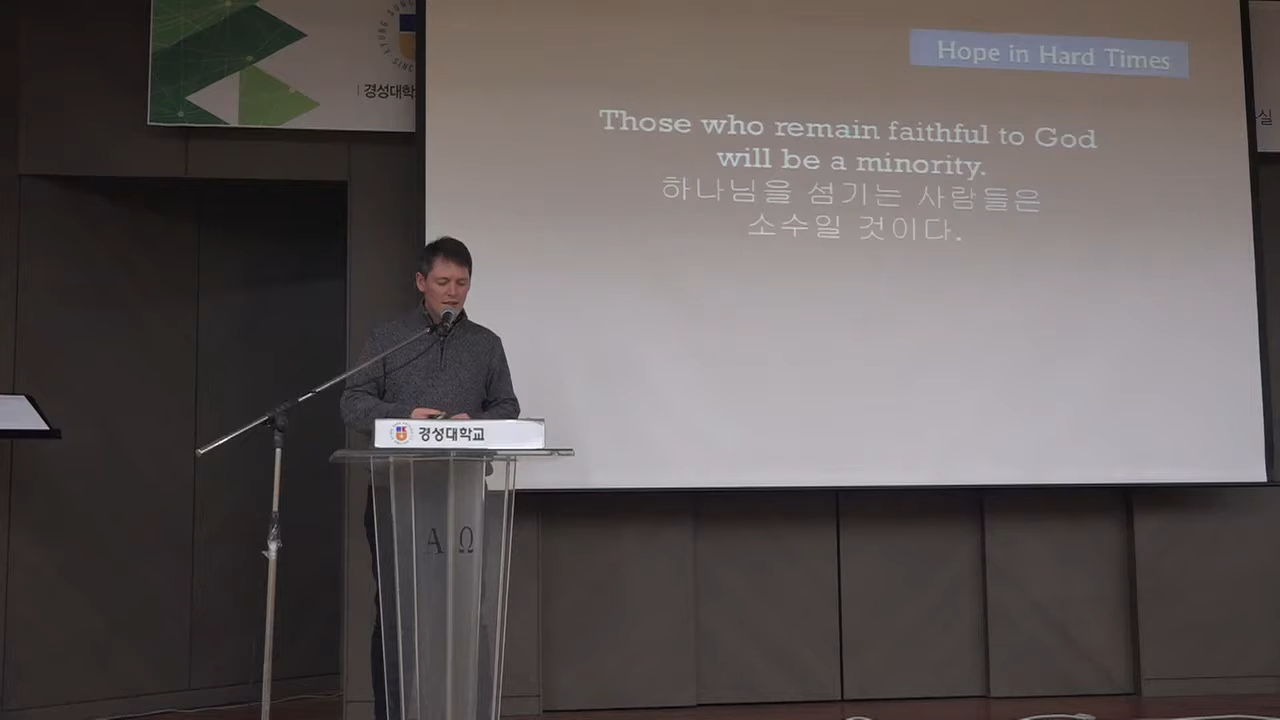 경성대학
Hope in Hard Times
Those who remain faithful to God
will be a minority.
하나님을 섬기는 사람들은
소수일 것이다.
실
경성대학교
Α Ω